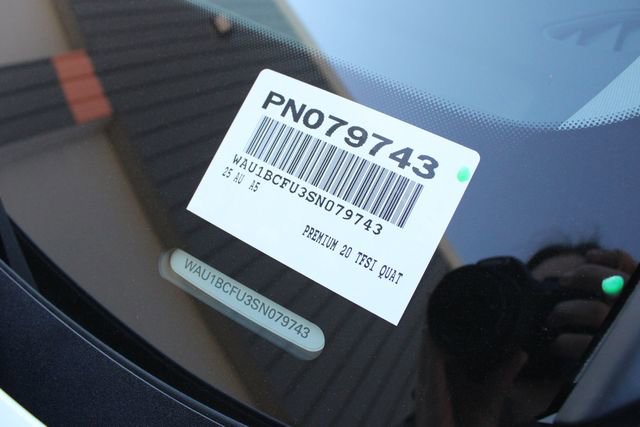 PN079743
WAU1BCFU3SN079743
25 AU A5
PREMIUM 20 TFSI QUAT
WAU1BCFU3SN079743